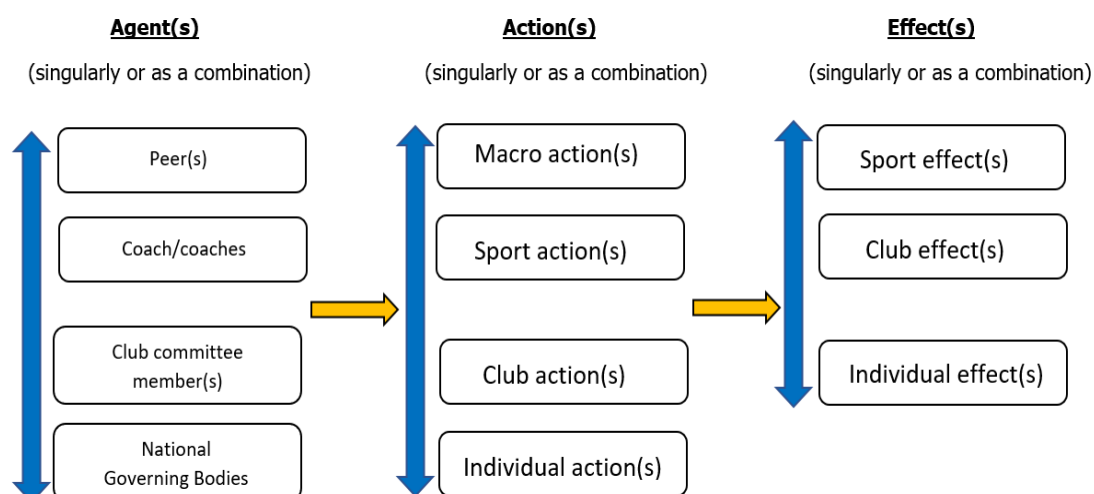 Agent(s)
(singularly or as a combination)
Peer(s)
Coach/coaches
Club committee
member(s)
National
Governing Bodies
Action(s)
(singularly or as a combination)
Macro action(s)
Sport action(s)
Club action(s)
Individual action(s)
Effect(s)
(singularly or as a combination)
Sport effect(s)
Club effect(s)
Individual effect(s)